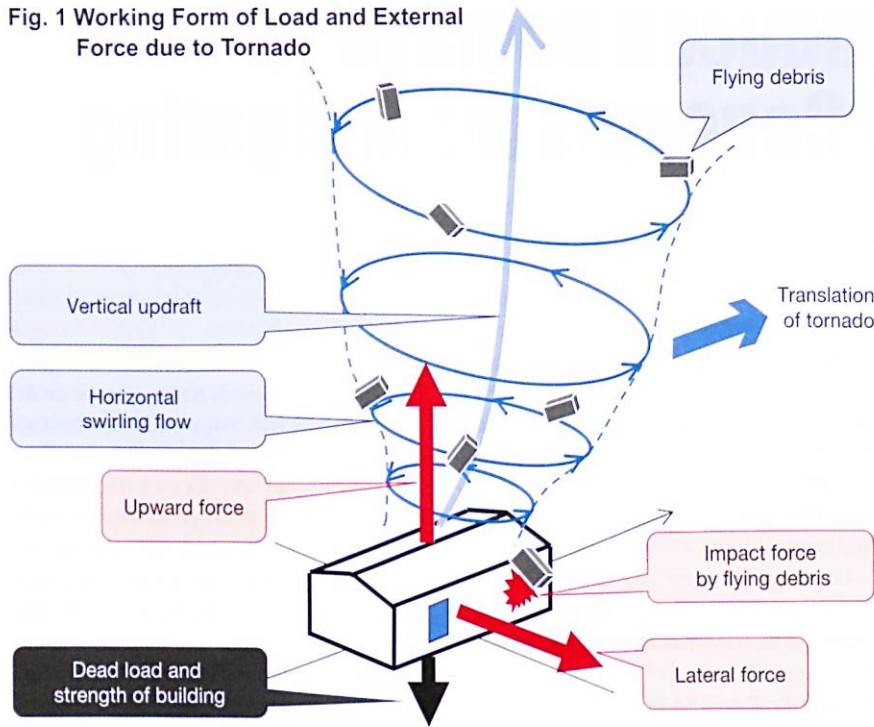 Fig. 1 Working Form of Load and External
Force due to Tornado
Flying debris
Vertical updraft
Translation
of tornado
Horizontal
swirling flow
Upward force
Impact force
by flying debris
Dead load and
strength of building
Lateral force